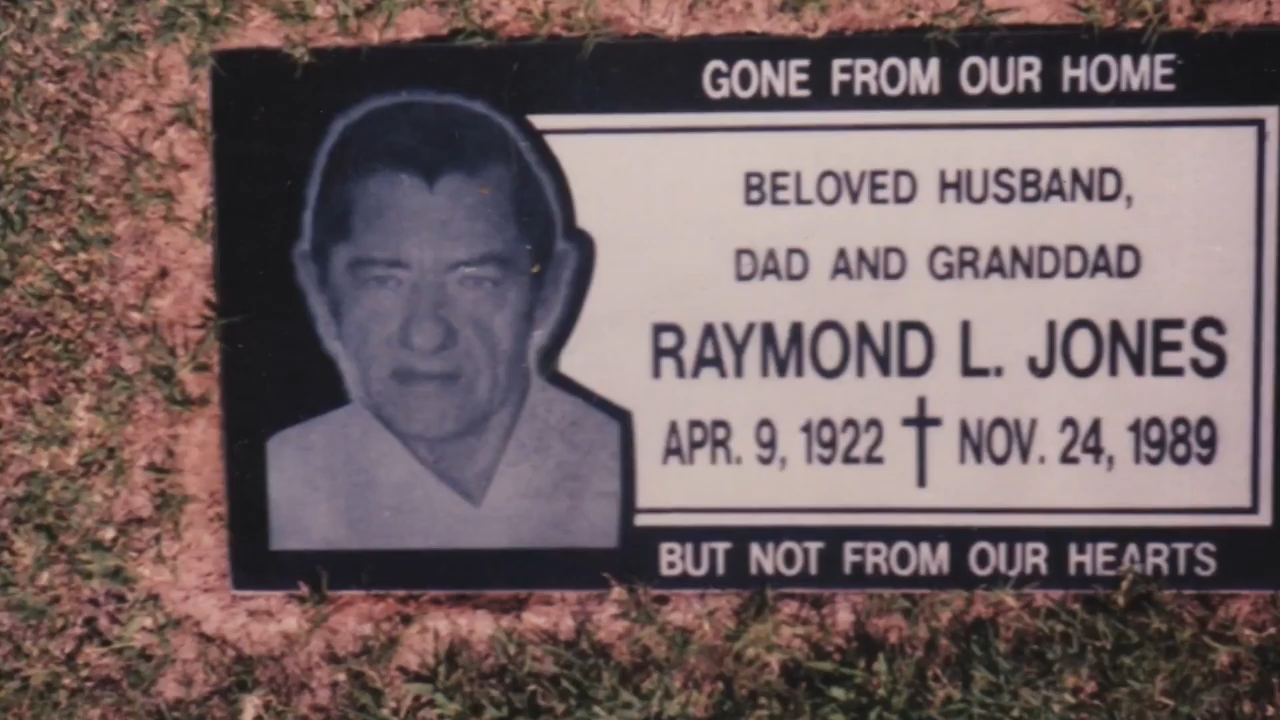 GONE FROM OUR HOME
BELOVED HUSBAND,
DAD AND GRANDDAD
RAYMOND L. JONES
APR. 9, 1922 † NOV. 24, 1989
BUT NOT FROM OUR HEARTS